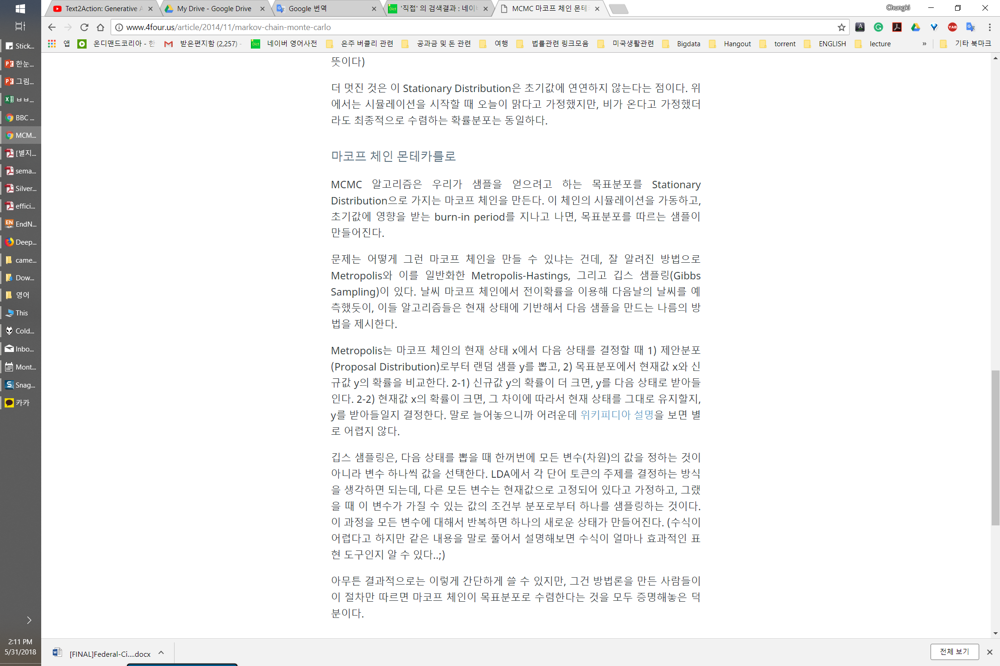 Text2Action: Generative A
My Drive - Google Drive
Google 번역
'직접' 의 검색결과 : 네이
MCMC 마코프 체인 몬테
Chungki
www.4four.us/article/2014/11/markov-chain-monte-carlo
앱
온디맨드코리아 - 한
받은편지함 (2,257) -
Dict
네이버 영어사전
은주 버클리 관련
공과금 및 돈 관련
여행
법률관련 링크모음
미국생활관련
Bigdata
Hangout
torrent
ENGLISH
lecture
»
기타 북마크
Stick...
한눈...
그림...
ㅂㅂ...
BBC ...
MCM...
[별지...
sema...
Silver...
effici...
EndN...
Deep...
came...
Dow...
영어
This
Cold...
Inbo...
Mont...
Snag...
카카
2:11 PM
5/31/2018
뜻이다)
더 멋진 것은 이 Stationary Distribution은 초기값에 연연하지 않는다는 점이다. 위
에서는 시뮬레이션을 시작할 때 오늘이 맑다고 가정했지만, 비가 온다고 가정했더
라도 최종적으로 수렴하는 확률분포는 동일하다.
마코프 체인 몬테카를로
MCMC 알고리즘은 우리가 샘플을 얻으려고 하는 목표분포를 Stationary
Distribution으로 가지는 마코프 체인을 만든다. 이 체인의 시뮬레이션을 가동하고,
초기값에 영향을 받는 burn-in period를 지나고 나면, 목표분포를 따르는 샘플이
만들어진다.
문제는 어떻게 그런 마코프 체인을 만들 수 있냐는 건데, 잘 알려진 방법으로
Metropolis와 이를 일반화한 Metropolis-Hastings, 그리고 깁스 샘플링(Gibbs
Sampling)이 있다. 날씨 마코프 체인에서 전이확률을 이용해 다음날의 날씨를 예
측했듯이, 이들 알고리즘들은 현재 상태에 기반해서 다음 샘플을 만드는 나름의 방
법을 제시한다.
Metropolis는 마코프 체인의 현재 상태 x에서 다음 상태를 결정할 때 1) 제안분포
(Proposal Distribution)로부터 랜덤 샘플 y를 뽑고, 2) 목표분포에서 현재값 x와 신
규값 y의 확률을 비교한다. 2-1) 신규값 y의 확률이 더 크면, y를 다음 상태로 받아들
인다. 2-2) 현재값 x의 확률이 크면, 그 차이에 따라서 현재 상태를 그대로 유지할지,
y를 받아들일지 결정한다. 말로 늘어놓으니까 어려운데 위키피디아 설명을 보면 별
로 어렵지 않다.
깁스 샘플링은, 다음 상태를 뽑을 때 한꺼번에 모든 변수(차원)의 값을 정하는 것이
아니라 변수 하나씩 값을 선택한다. LDA에서 각 단어 토큰의 주제를 결정하는 방식
을 생각하면 되는데, 다른 모든 변수는 현재값으로 고정되어 있다고 가정하고, 그랬
을 때 이 변수가 가질 수 있는 값의 조건부 분포로부터 하나를 샘플링하는 것이다.
이 과정을 모든 변수에 대해서 반복하면 하나의 새로운 상태가 만들어진다. (수식이
어렵다고 하지만 같은 내용을 말로 풀어서 설명해보면 수식이 얼마나 효과적인 표
현 도구인지 알 수 있다..;)
아무튼 결과적으로는 이렇게 간단하게 쓸 수 있지만, 그건 방법론을 만든 사람들이
이 절차만 따르면 마코프 체인이 목표분포로 수렴한다는 것을 모두 증명해놓은 덕
분이다.
[FINAL]Federal-Ci....docx
전체 보기